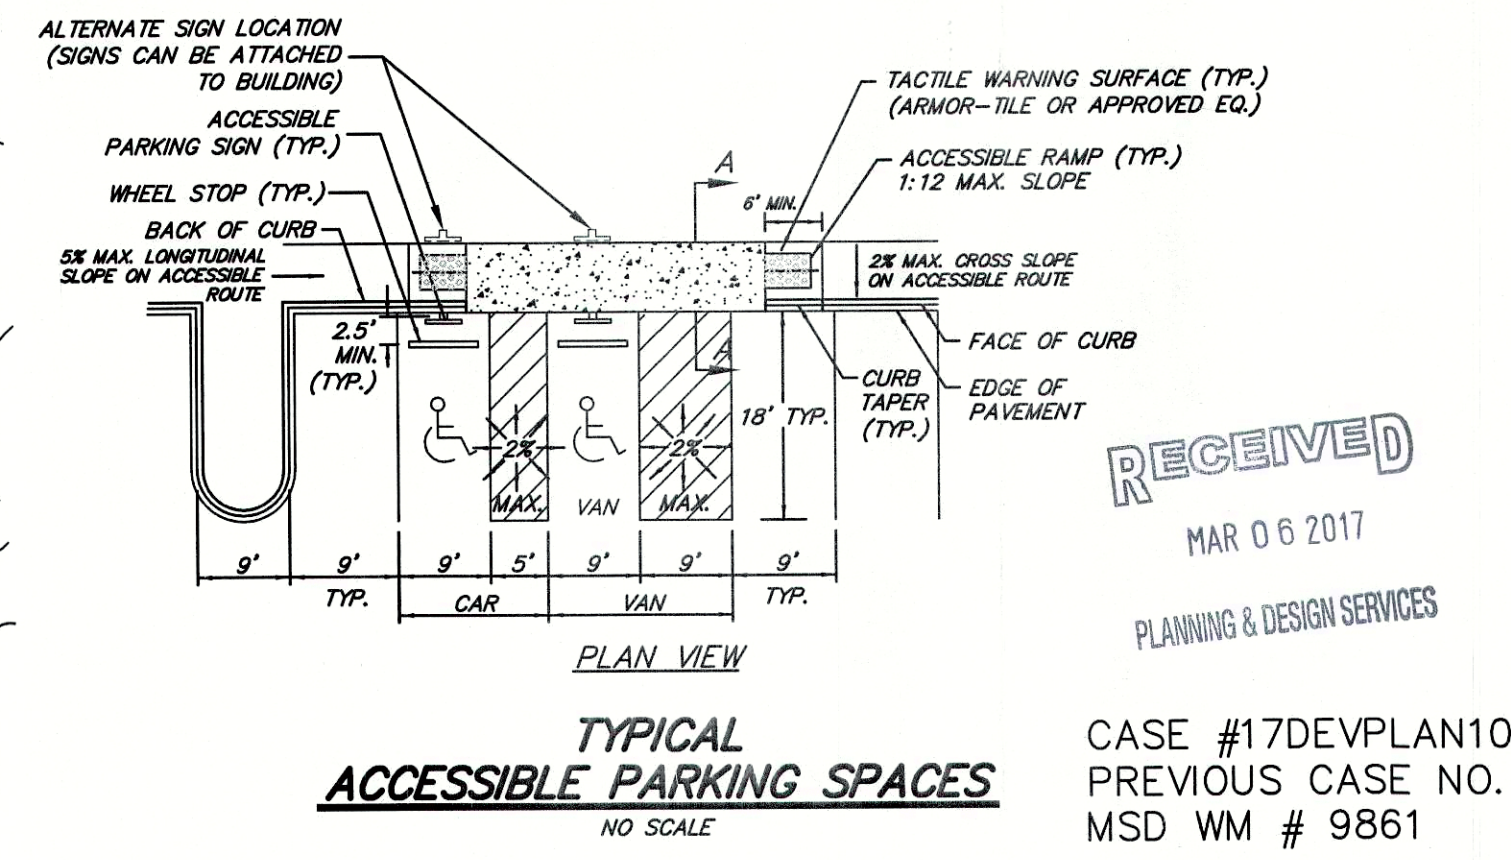 ALTERNATE SIGN LOCATION
(SIGNS CAN BE ATTACHED
TO BUILDING)
ACCESSIBLE
PARKING SIGN (TYP.)
WHEEL STOP (TYP.)
BACK OF CURB
5% MAX. LONGITUDINAL
SLOPE ON ACCESSIBLE
ROUTE
TACTILE WARNING SURFACE (TYP.)
(ARMOR-TILE OR APPROVED EQ.)
A
ACCESSIBLE RAMP (TYP.)
1:12 MAX. SLOPE
6' MIN.
2% MAX. CROSS SLOPE
ON ACCESSIBLE ROUTE
2.5'
MIN.
(TYP.)
A
FACE OF CURB
CURB
TAPER
(TYP.)
EDGE OF
PAVEMENT
18' TYP.
2%
MAX.
VAN
2%
MAX.
9'
9'
TYP.
9'
5'
9'
9'
9'
TYP.
CAR
VAN
PLAN VIEW
TYPICAL
ACCESSIBLE PARKING SPACES
NO SCALE
RECEIVED
MAR 06 2017
PLANNING & DESIGN SERVICES
CASE #17DEVPLAN10
PREVIOUS CASE NO.
MSD WM # 9861